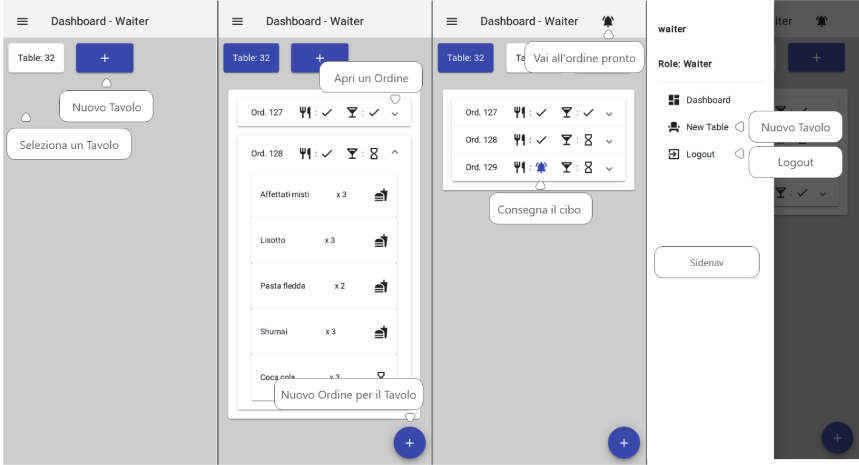 Dashboard - Waiter
Table: 32
+
Nuovo Tavolo
Seleziona un Tavolo
Dashboard - Waiter
Table: 32
+
Apri un Ordine
Ord. 127 : :
Ord. 128 : :
Affettati misti x 3
Lisotto x 3
Pasta fledda x 2
Shumai x 3
Coca cola x 3
Nuovo Ordine per il Tavolo
+
Dashboard - Waiter
Table: 32
Vai all'ordine pronto
Ord. 127 : :
Ord. 128 : :
Ord. 129 : :
Consegna il cibo
+
waiter
Role: Waiter
Dashboard
New Table
Nuovo Tavolo
Logout
Logout
Sidenav
iter
+
:
+